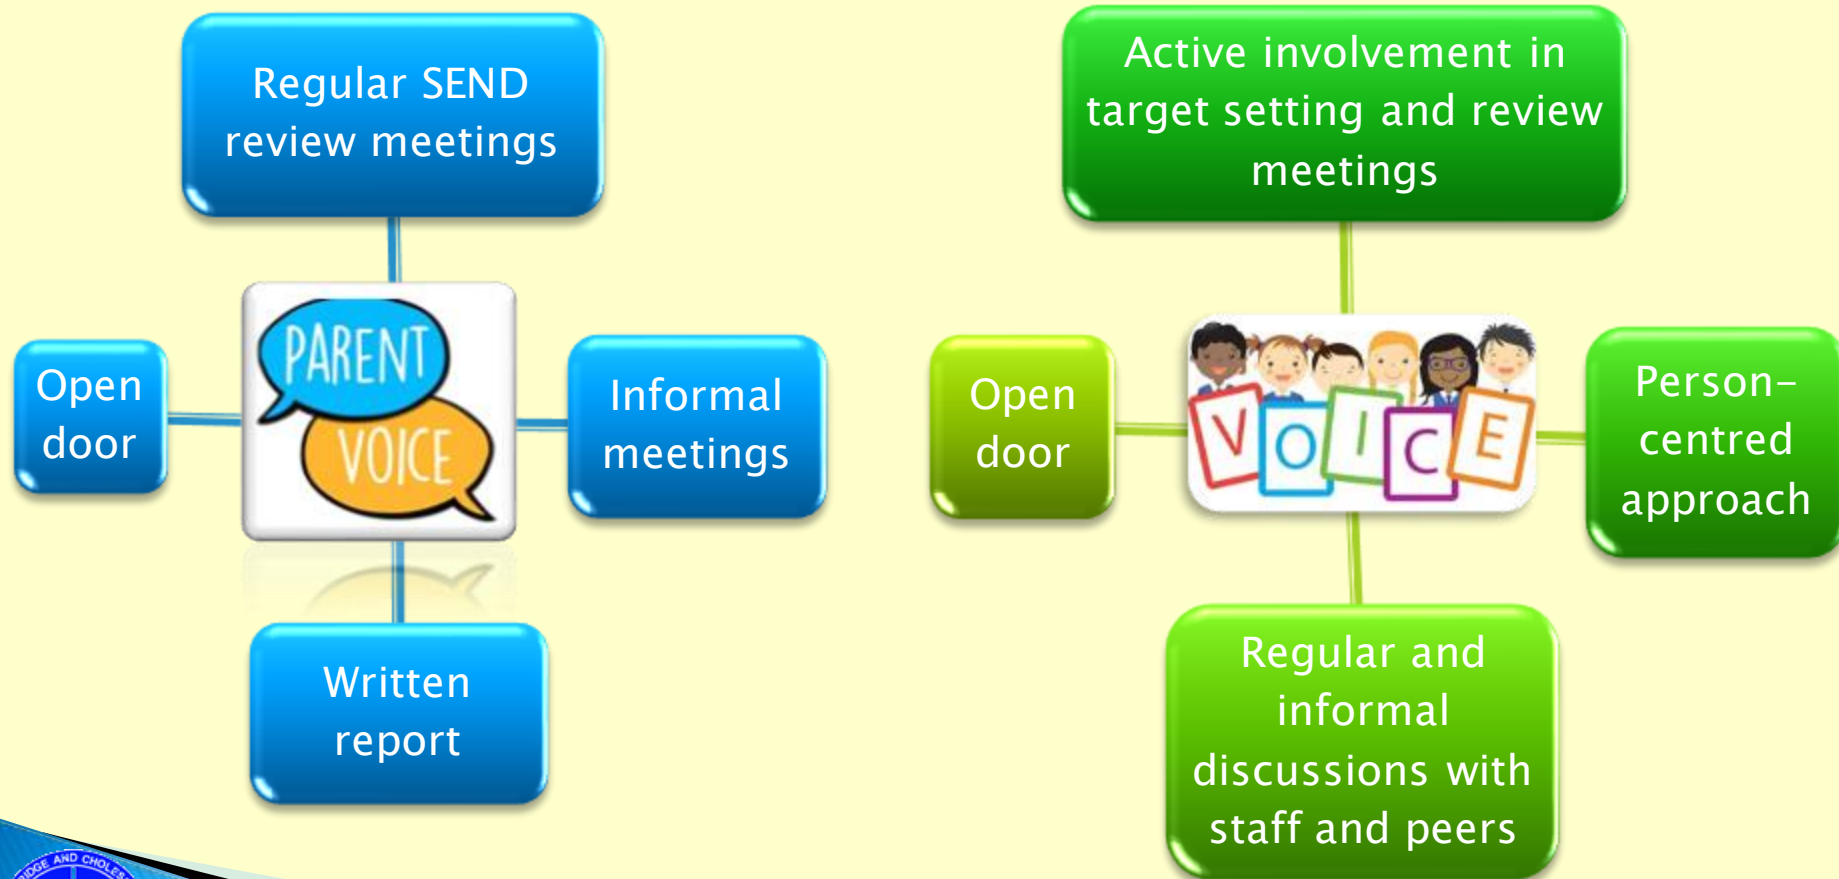 Regular SEND
review meetings
Open
door
PARENT
VOICE
Informal
meetings
Written
report
Active involvement in
target setting and review
meetings
Open
door
VOICE
Person-
centred
approach
Regular and
informal
discussions with
staff and peers
AND